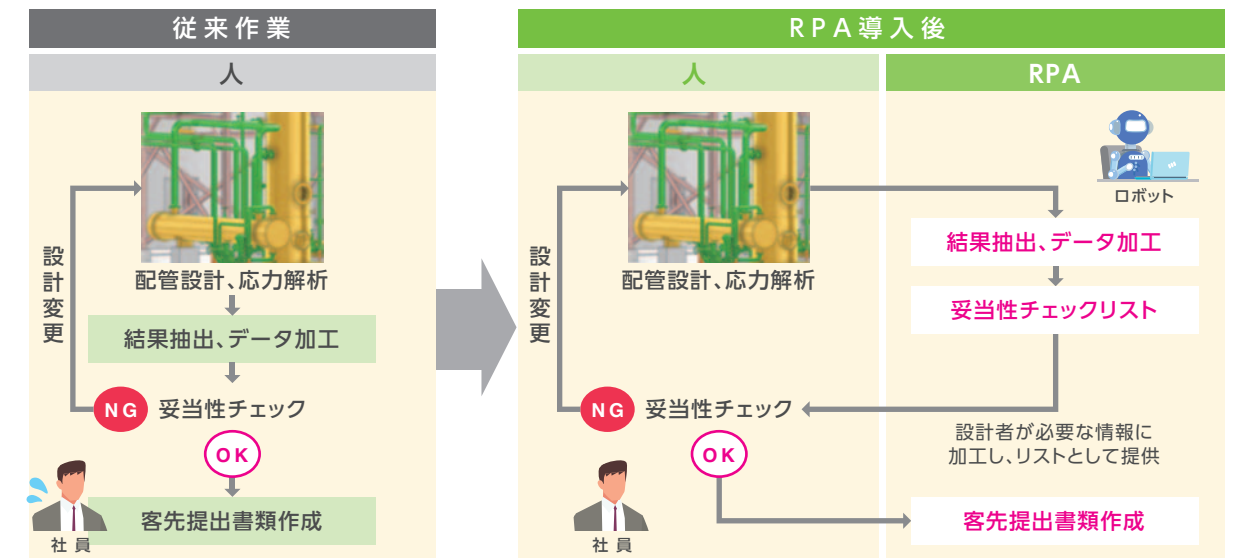 従来作業
人
配管設計、応力解析
結果抽出、データ加工
設計変更
NG
妥当性チェック
OK
客先提出書類作成
社員
RPA導入後
人
RPA
ロボット
配管設計、応力解析
結果抽出、データ加工
妥当性チェックリスト
設計変更
NG
妥当性チェック
設計者が必要な情報に
加工し、リストとして提供
OK
客先提出書類作成
社員